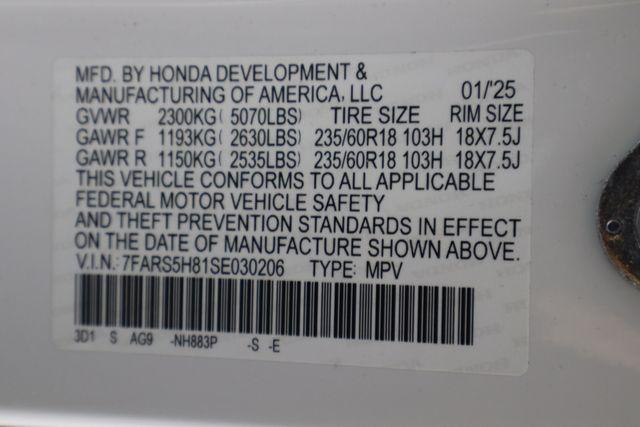 MFD. BY HONDA DEVELOPMENT &
MANUFACTURING OF AMERICA, LLC 01/'25
GVWR 2300KG( 5070LBS) TIRE SIZE RIM SIZE
GAWR F 1193KG( 2630LBS) 235/60R18 103H 18X7.5J
GAWR R 1150KG( 2535LBS) 235/60R18 103H 18X7.5J
THIS VEHICLE CONFORMS TO ALL APPLICABLE
FEDERAL MOTOR VEHICLE SAFETY
AND THEFT PREVENTION STANDARDS IN EFFECT
ON THE DATE OF MANUFACTURE SHOWN ABOVE.
V.I.N.: 7FARS5H81SE030206 TYPE: MPV
3D1 S AG9 -NH883P -S -E